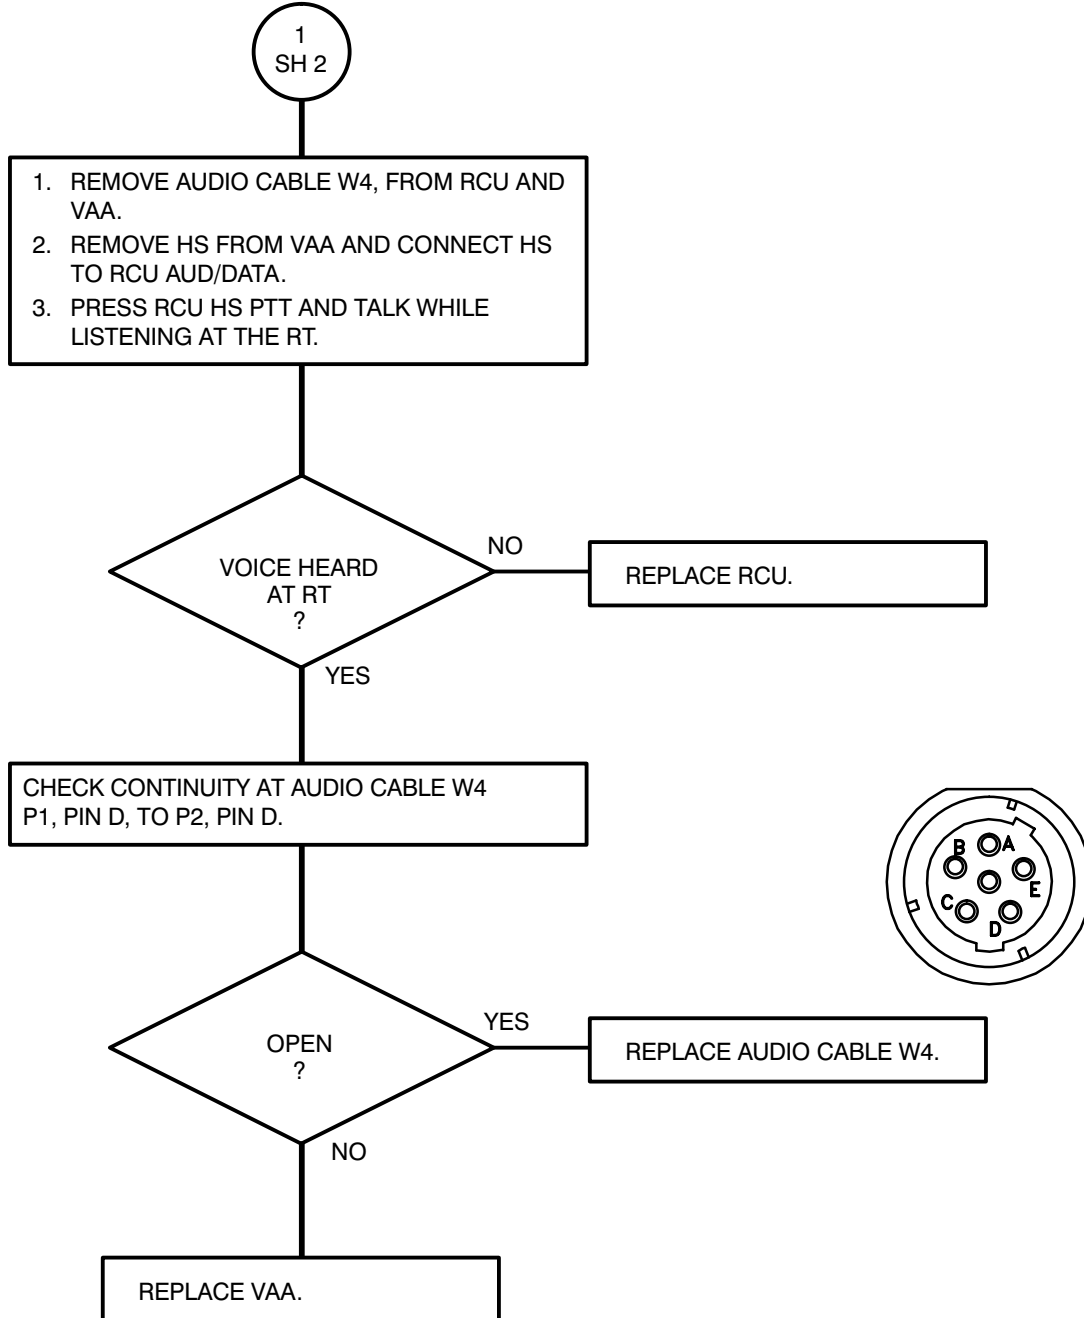 1
SH 2
1. REMOVE AUDIO CABLE W4, FROM RCU AND
VAA.
2. REMOVE HS FROM VAA AND CONNECT HS
TO RCU AUD/DATA.
3. PRESS RCU HS PTT AND TALK WHILE
LISTENING AT THE RT.
VOICE HEARD
AT RT
?
NO
REPLACE RCU.
YES
CHECK CONTINUITY AT AUDIO CABLE W4
P1, PIN D, TO P2, PIN D.
B
A
E
C
D
OPEN
?
YES
REPLACE AUDIO CABLE W4.
NO
REPLACE VAA.